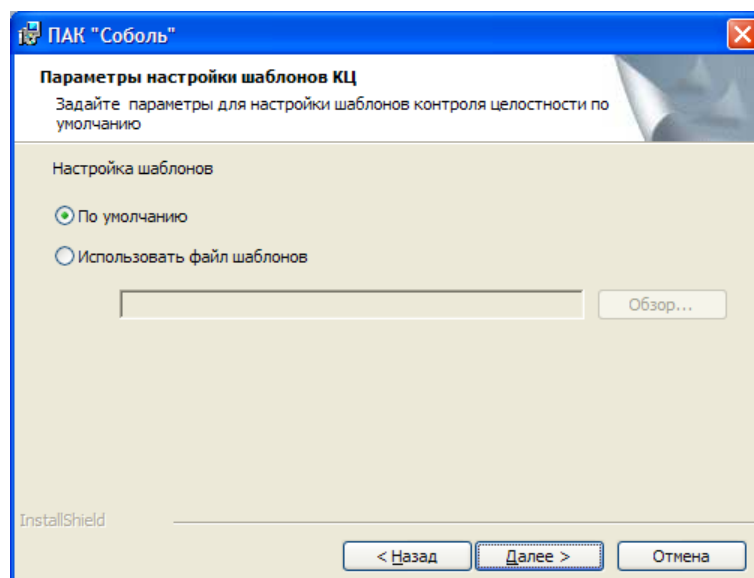 ПАК "Соболь"
Параметры настройки шаблонов КЦ
Задайте параметры для настройки шаблонов контроля целостности по
умолчанию
Настройка шаблонов
По умолчанию
Использовать файл шаблонов
Обзор...
InstallShield
< Назад
Далее >
Отмена